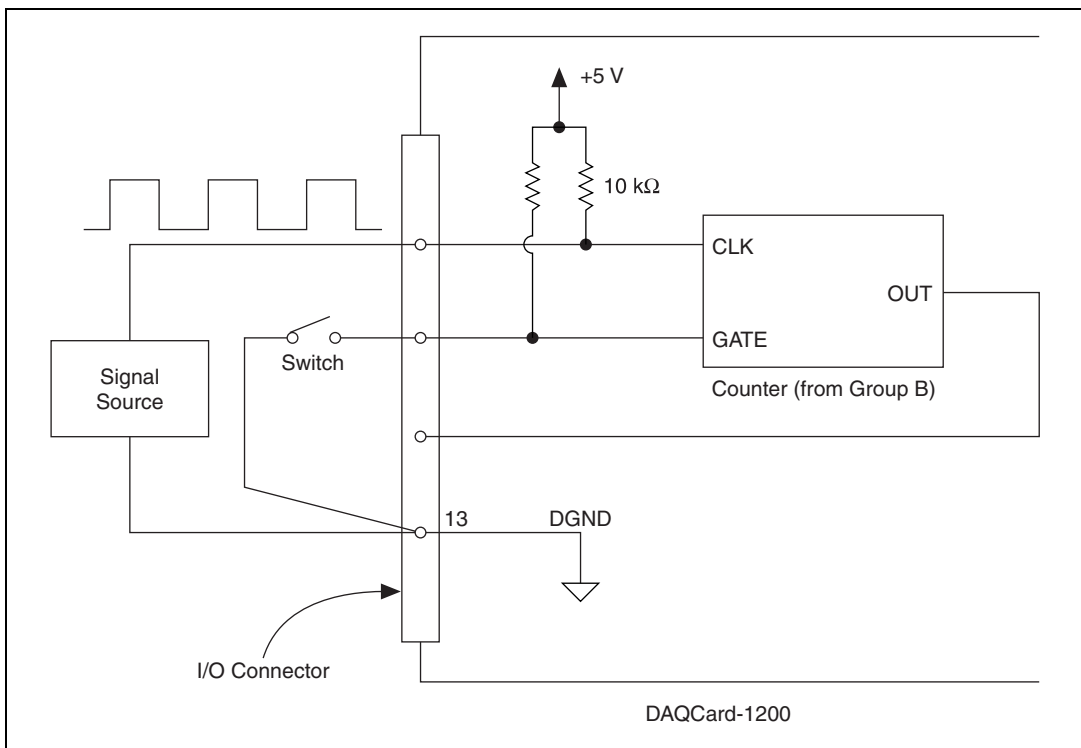 +5 V
10 kΩ
CLK
OUT
GATE
Switch
Signal
Source
Counter (from Group B)
13
DGND
I/O Connector
DAQCard-1200